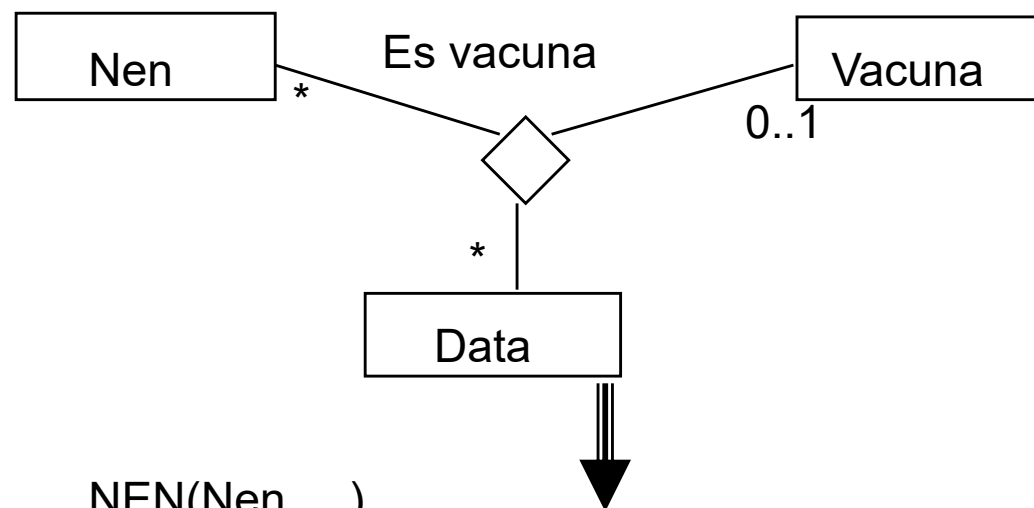 Nen
Es vacuna
Vacuna
*
0..1
*
Data
NEN(Nen, ...)